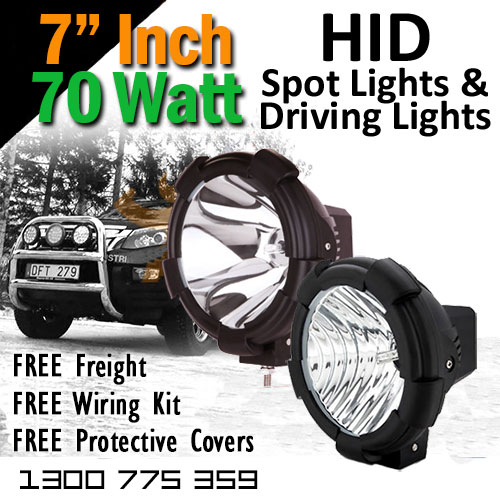 7” Inch
70 Watt
HID
Spot Lights &
Driving Lights
DFT 279
STRI
FREE Freight
FREE Wiring Kit
FREE Protective Covers
1300 775 359